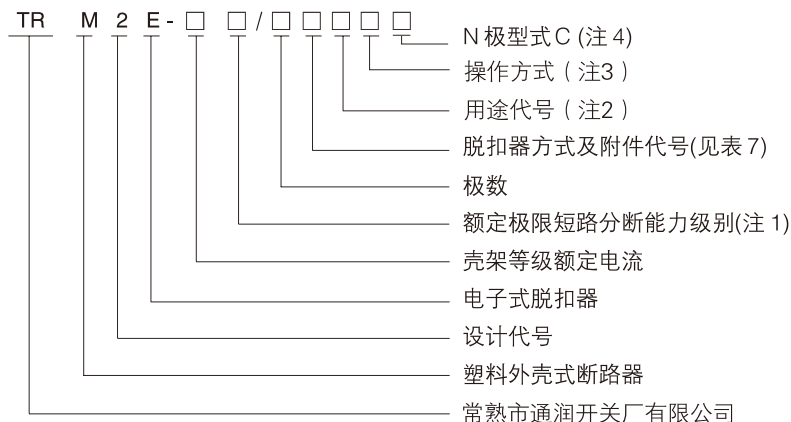 TR M 2 E - □ □ / □ □ □ □ □
N 极型式 C (注 4)
操作方式（注3）
用途代号（注2）
脱扣器方式及附件代号(见表 7)
极数
额定极限短路分断能力级别(注 1)
壳架等级额定电流
电子式脱扣器
设计代号
塑料外壳式断路器
常熟市通润开关厂有限公司